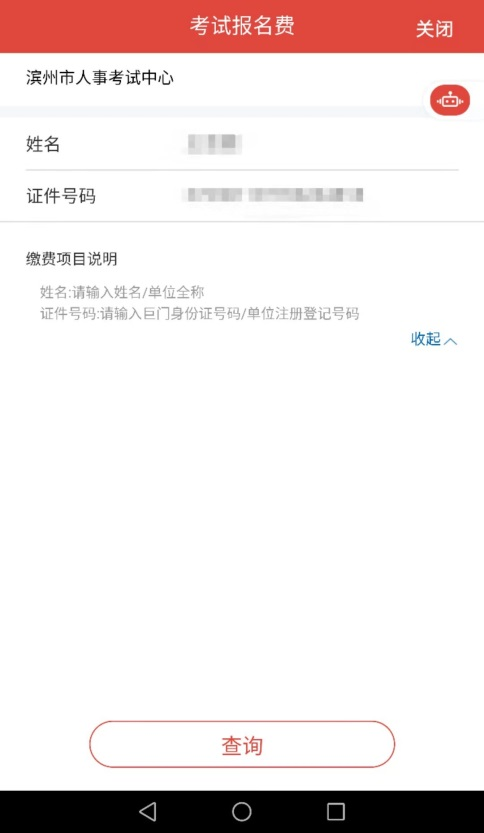 考试报名费
关闭
滨州市人事考试中心
姓名
证件号码
缴费项目说明
姓名:请输入姓名/单位全称
证件号码:请输入巨门身份证号码/单位注册登记号码
收起
查询